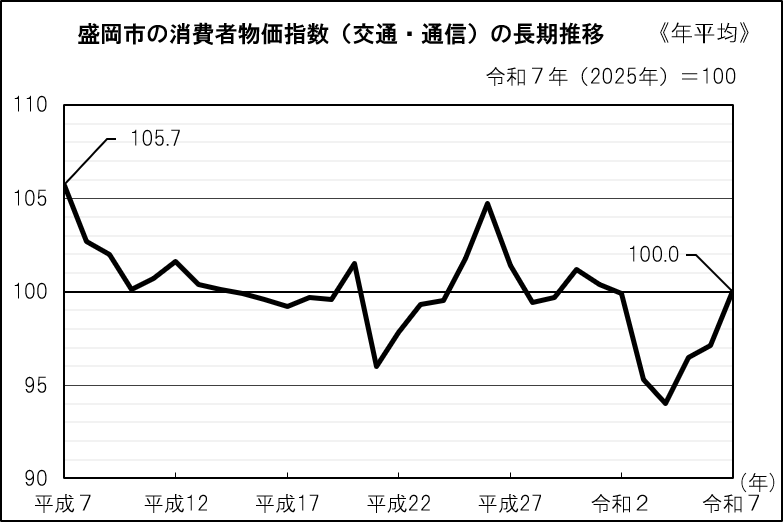 盛岡市の消費者物価指数（交通・通信）の長期推移 《年平均》
令和７年（2025年）＝100
110
105.7
105
100.0
100
95
90
(年)
平成７ 平成12 平成17 平成22 平成27 令和２ 令和７